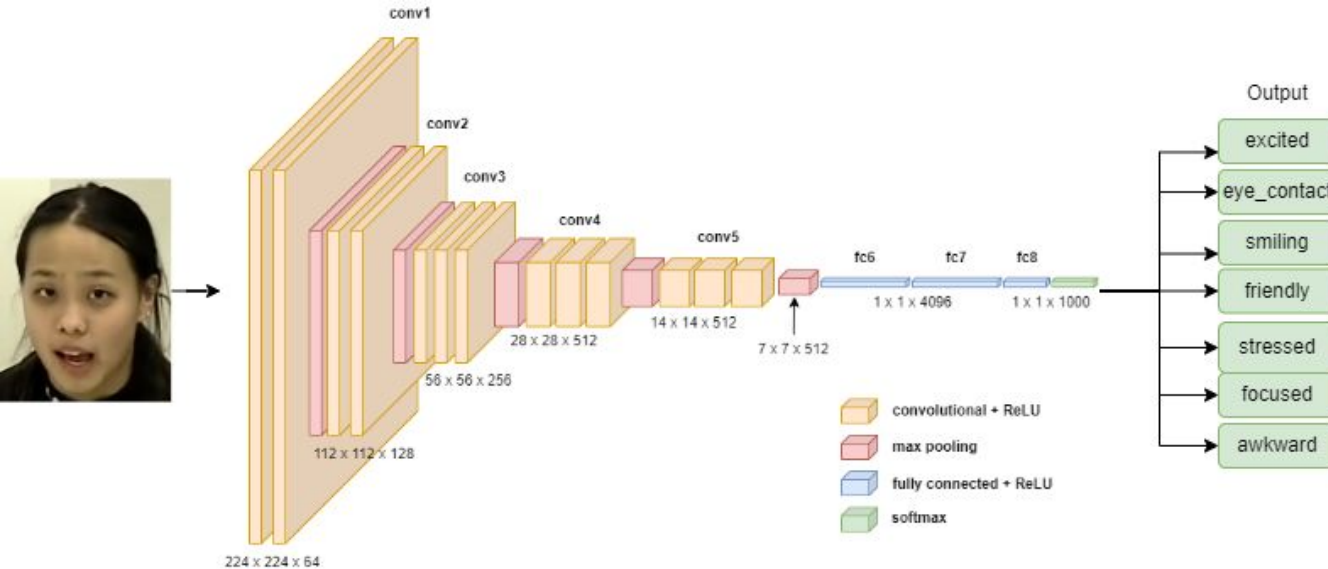 conv1
conv2
conv3
conv4
conv5
fc6
fc7
fc8
224 x 224 x 64
112 x 112 x 128
56 x 56 x 256
28 x 28 x 512
14 x 14 x 512
7 x 7 x 512
1 x 1 x 4096
1 x 1 x 1000
convolutional + ReLU
max pooling
fully connected + ReLU
softmax
Output
excited
eye_contact
smiling
friendly
stressed
focused
awkward